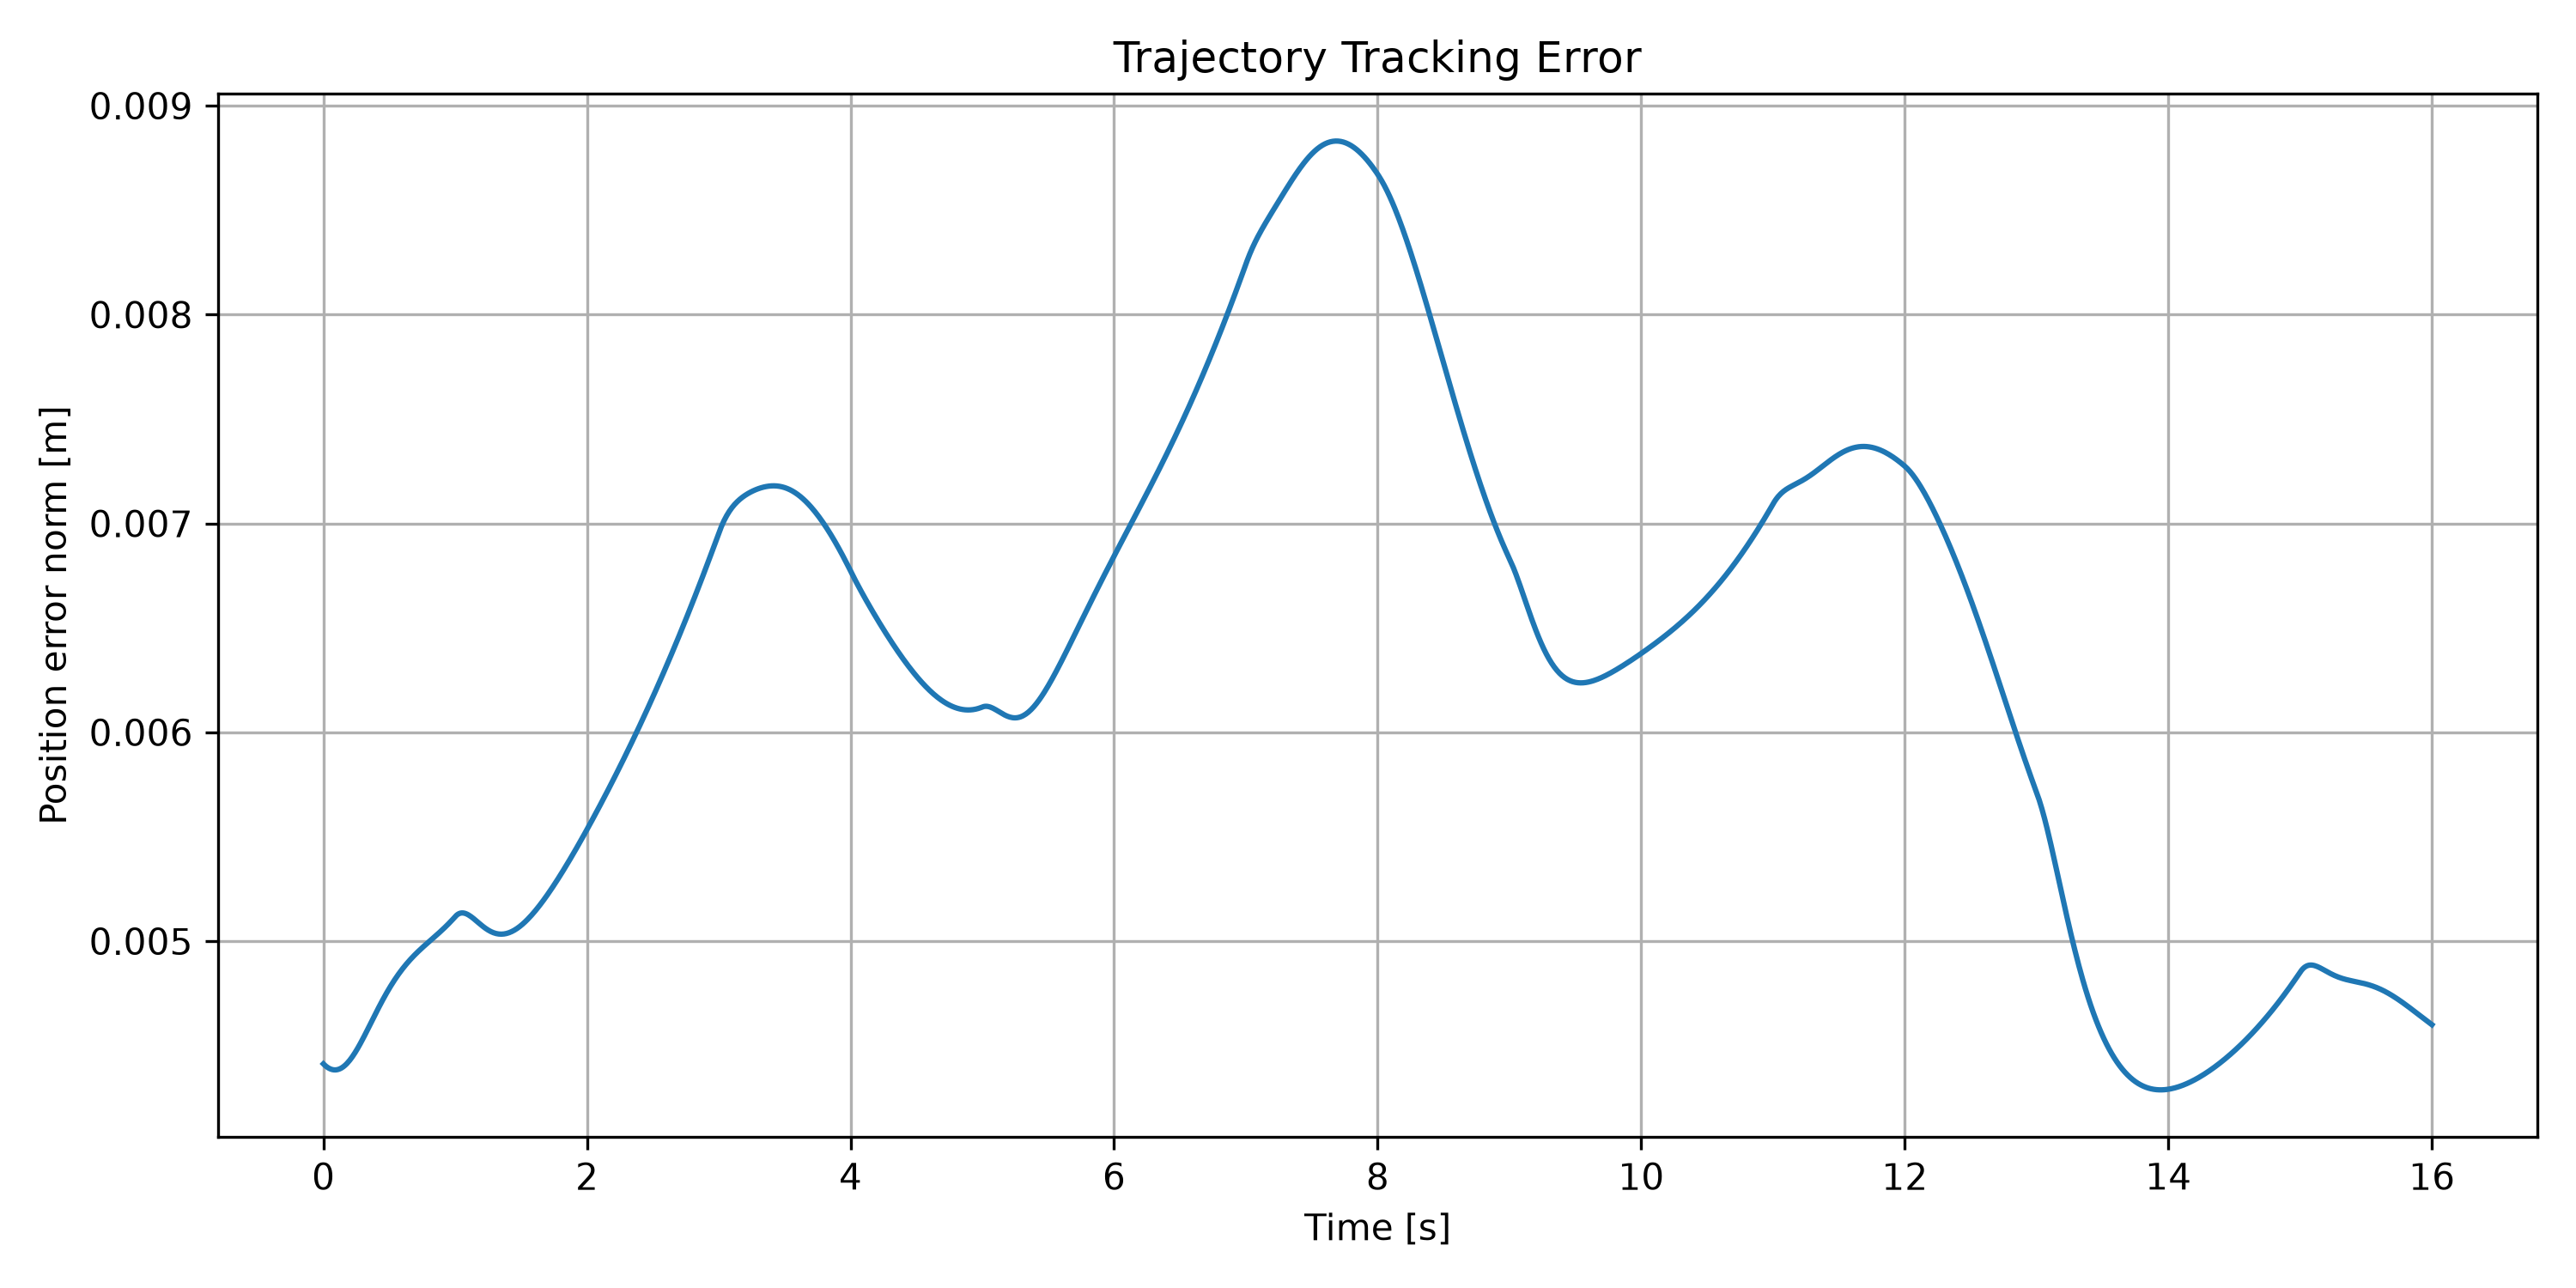 Trajectory Tracking Error
0.009
0.008
0.007
0.006
0.005
Position error norm [m]
0 2 4 6 8 10 12 14 16
Time [s]